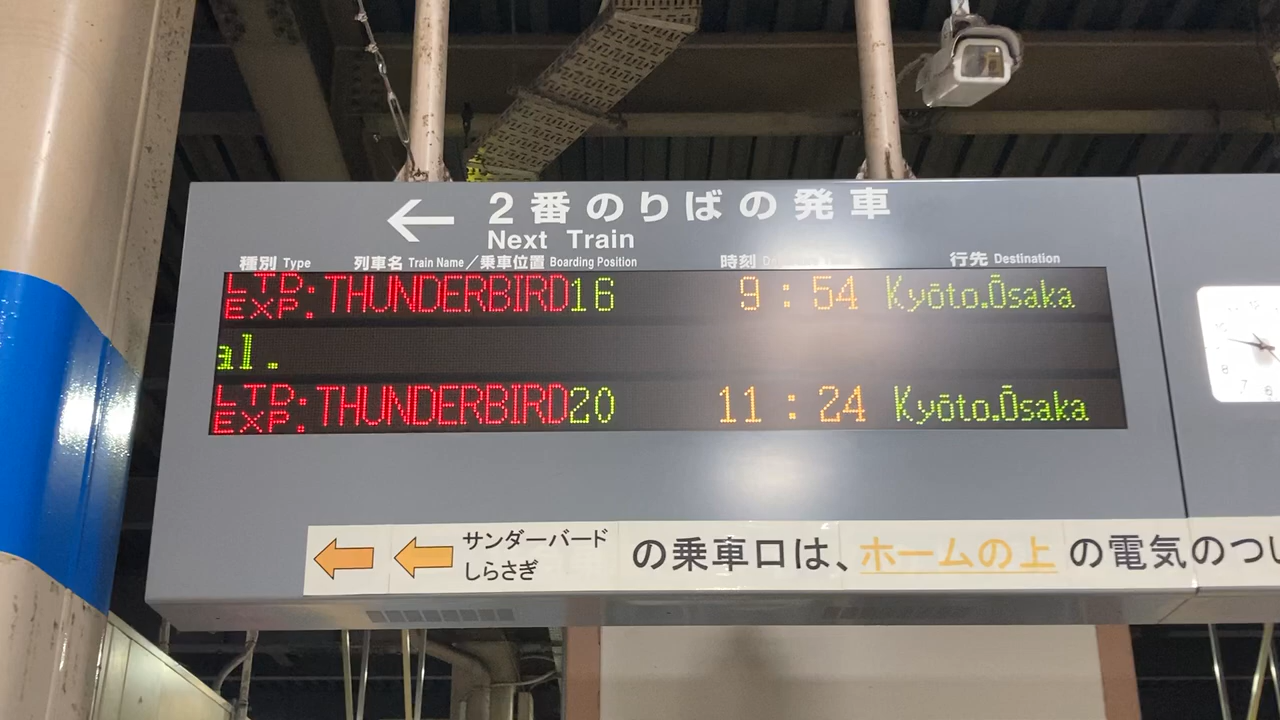 ← 2番のりばの発車
Next Train
種別 Type 列車名 Train Name／乗車位置 Boarding Position 時刻 行先 Destination
LTD. EXP. THUNDERBIRD16 9:54 Kyōto.Ōsaka
al.
LTD. EXP. THUNDERBIRD20 11:24 Kyōto.Ōsaka
サンダーバード
しらさぎ
の乗車口は、ホームの上の電気のつい